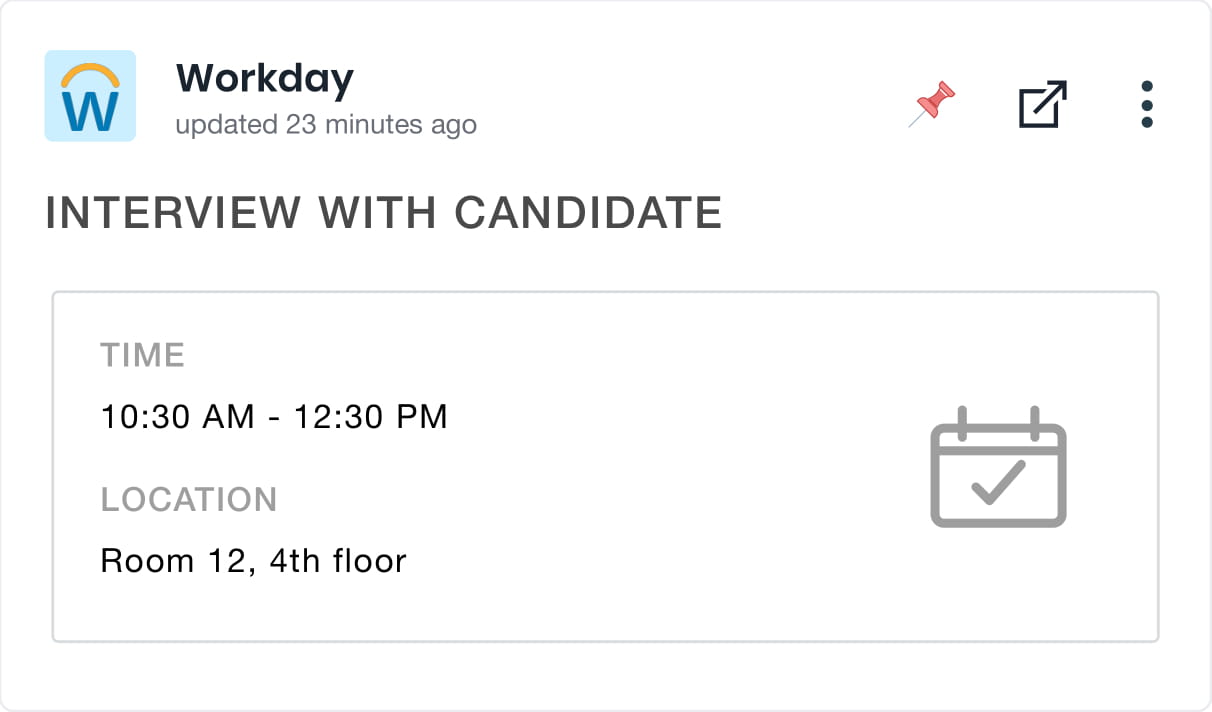 Workday
updated 23 minutes ago
INTERVIEW WITH CANDIDATE
TIME
10:30 AM - 12:30 PM
LOCATION
Room 12, 4th floor